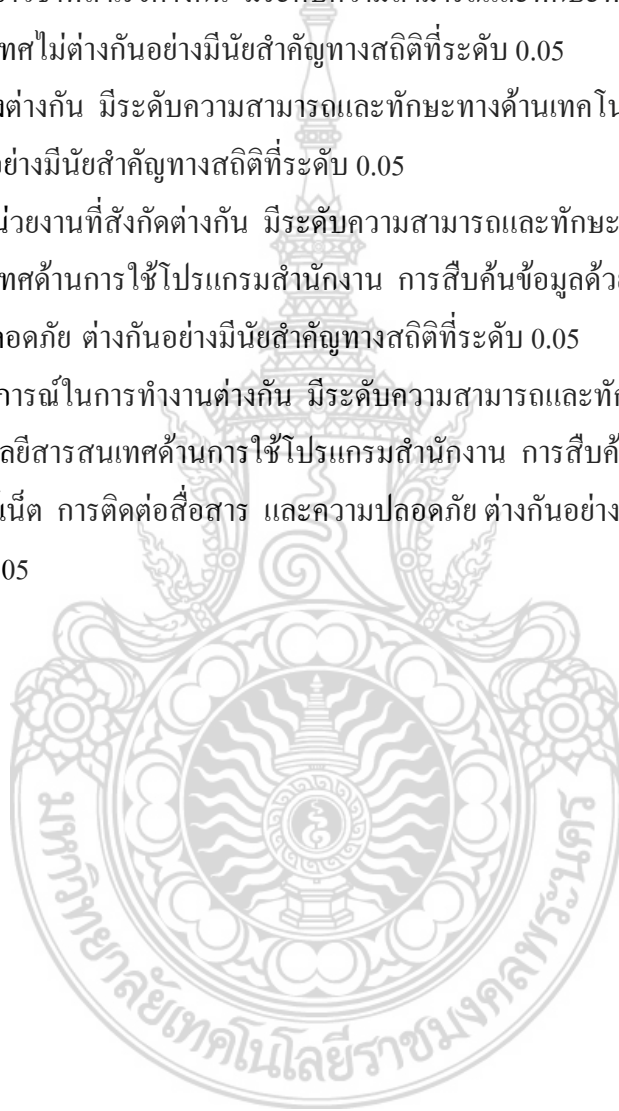 ทศไม่ต่างกันอย่างมีนัยสำคัญทางสถิติที่ระดับ 0.05
ต่างกัน มีระดับความสามารถและทักษะทางด้านเทคโน
อย่างมีนัยสำคัญทางสถิติที่ระดับ 0.05
น่วยงานที่สังกัดต่างกัน มีระดับความสามารถและทักษะ
ทศด้านการใช้โปรแกรมสำนักงาน การสืบค้นข้อมูลด้วย
ลอดภัย ต่างกันอย่างมีนัยสำคัญทางสถิติที่ระดับ 0.05
การณ์ในการทำงานต่างกัน มีระดับความสามารถและทัก
ลยีสารสนเทศด้านการใช้โปรแกรมสำนักงาน การสืบค้
น็ต การติดต่อสื่อสาร และความปลอดภัย ต่างกันอย่าง
05
มหาวิทยาลัยเทคโนโลยีราชมงคลพระนคร